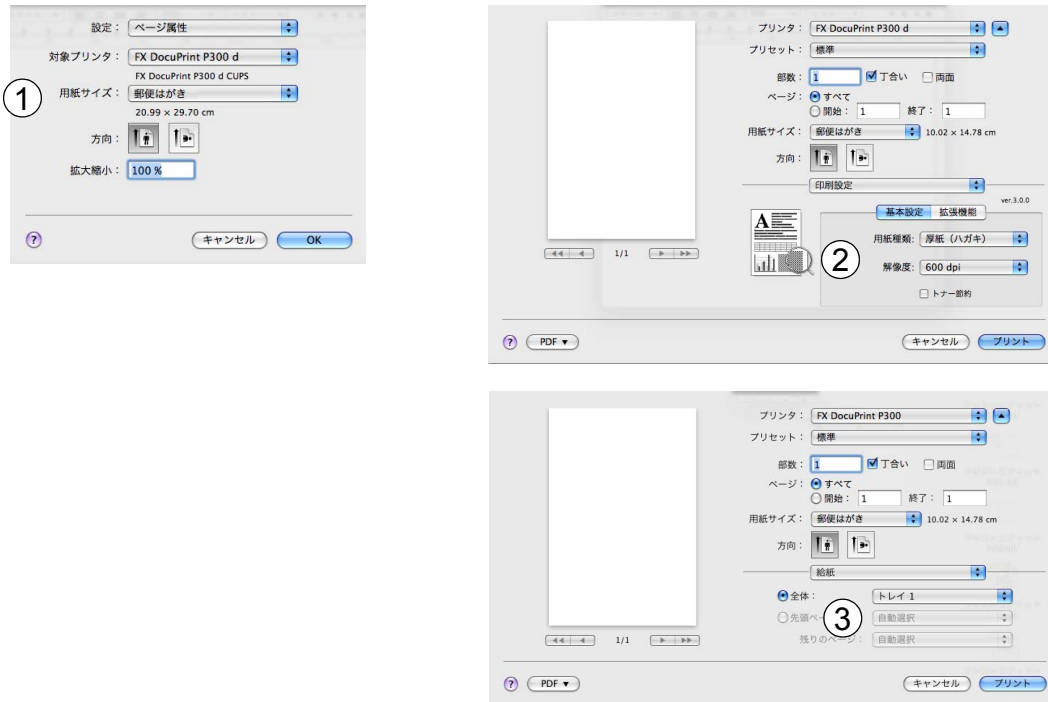 設定： ページ属性
対象プリンタ： FX DocuPrint P300 d
FX DocuPrint P300 d CUPS
① 用紙サイズ： 郵便はがき
20.99 × 29.70 cm
方向：
拡大縮小： 100 %
? キャンセル OK
プリンタ： FX DocuPrint P300 d
プリセット： 標準
部数： 1 丁合い 両面
ページ： すべて
開始： 1 終了： 1
用紙サイズ： 郵便はがき 10.02 × 14.78 cm
方向：
印刷設定
ver.3.0.0
基本設定 拡張機能
用紙種類: 厚紙（ハガキ）
② 解像度: 600 dpi
トナー節約
1/1
? PDF ▼ キャンセル プリント
プリンタ： FX DocuPrint P300
プリセット： 標準
部数： 1 丁合い 両面
ページ： すべて
開始： 1 終了： 1
用紙サイズ： 郵便はがき 10.02 × 14.78 cm
方向：
給紙
全体： トレイ 1
先頭ペ ③ 自動選択
残りのページ： 自動選択
1/1
? PDF ▼ キャンセル プリント